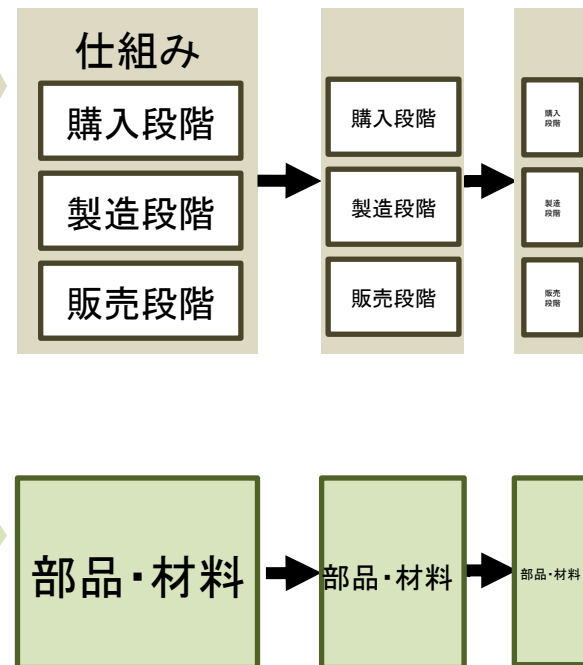 仕組み
購入段階
製造段階
販売段階
購入段階
製造段階
販売段階
購入
段階
製造
段階
販売
段階
部品・材料
部品・材料
部品・材料